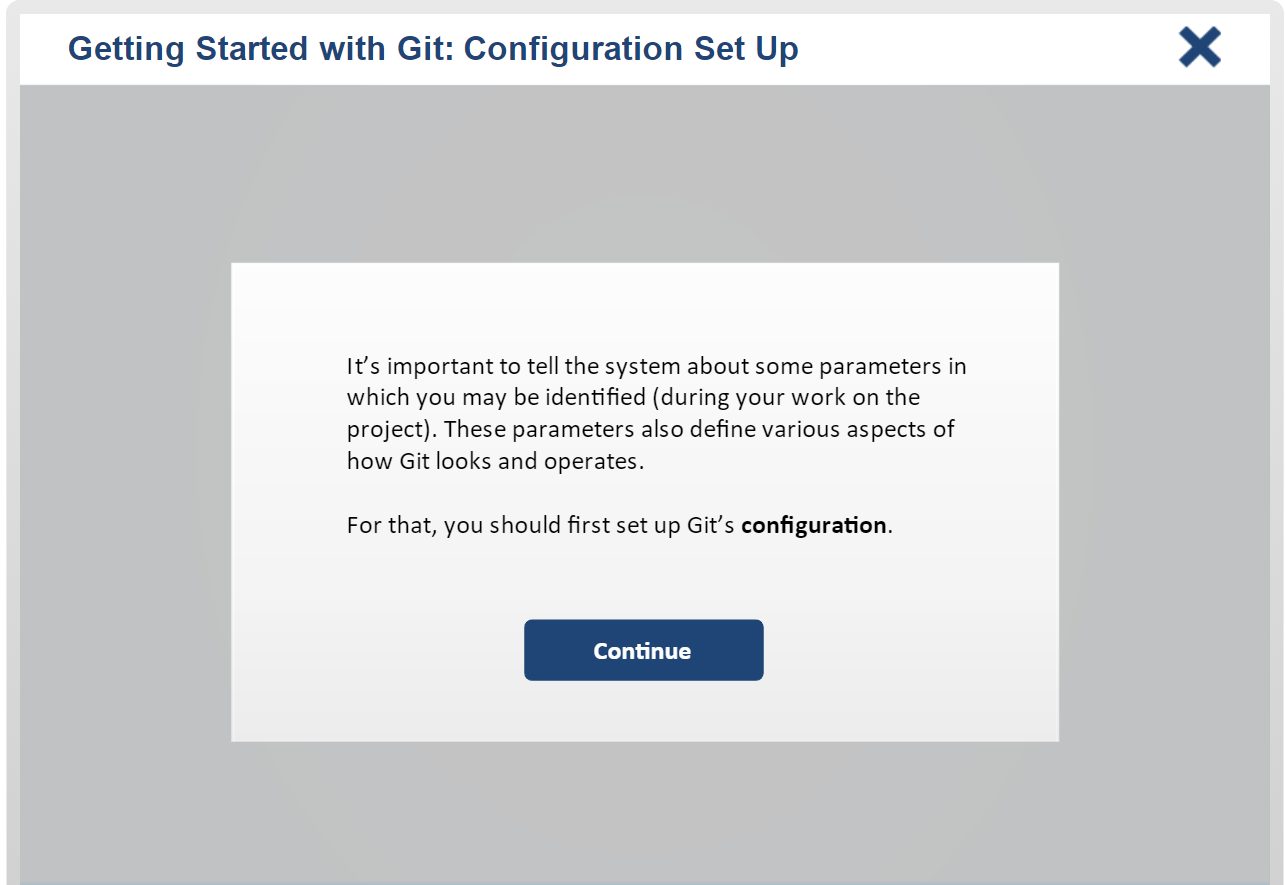 Getting Started with Git: Configuration Set Up
It’s important to tell the system about some parameters in
which you may be identified (during your work on the
project). These parameters also define various aspects of
how Git looks and operates.
For that, you should first set up Git’s configuration.
Continue